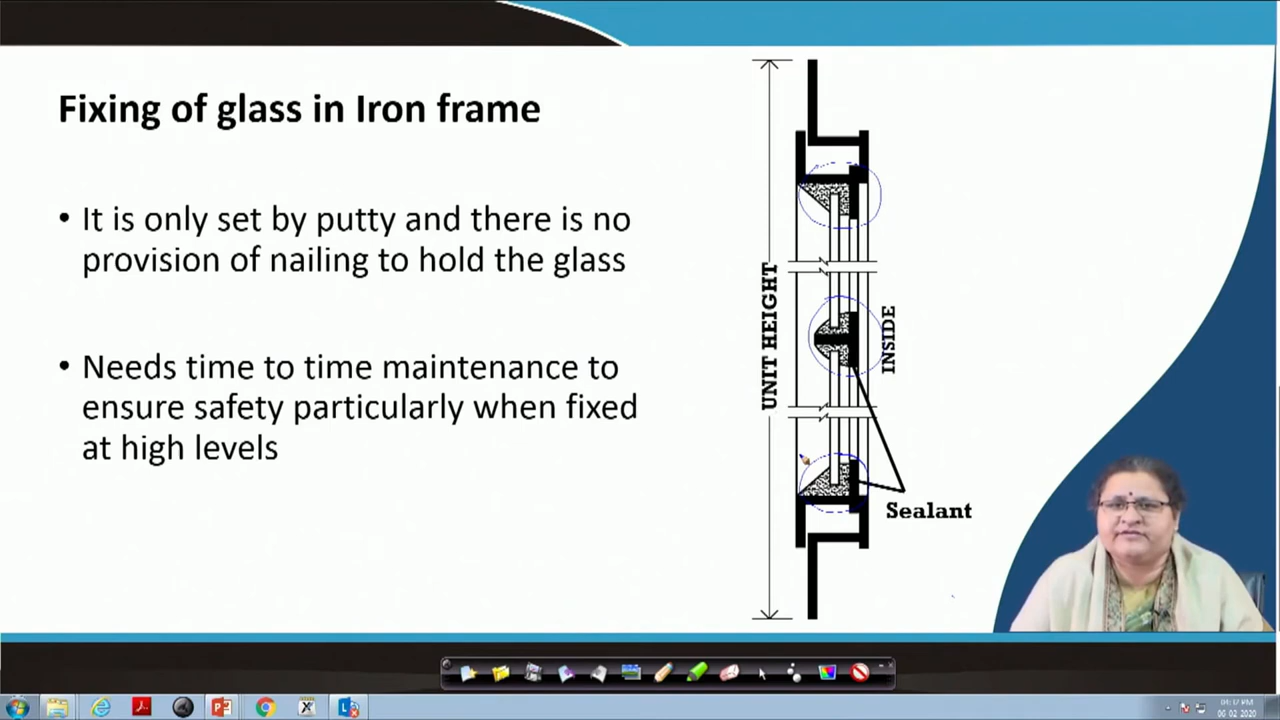 Fixing of glass in Iron frame
• It is only set by putty and there is no
provision of nailing to hold the glass
• Needs time to time maintenance to
ensure safety particularly when fixed
at high levels
UNIT HEIGHT
INSIDE
Sealant